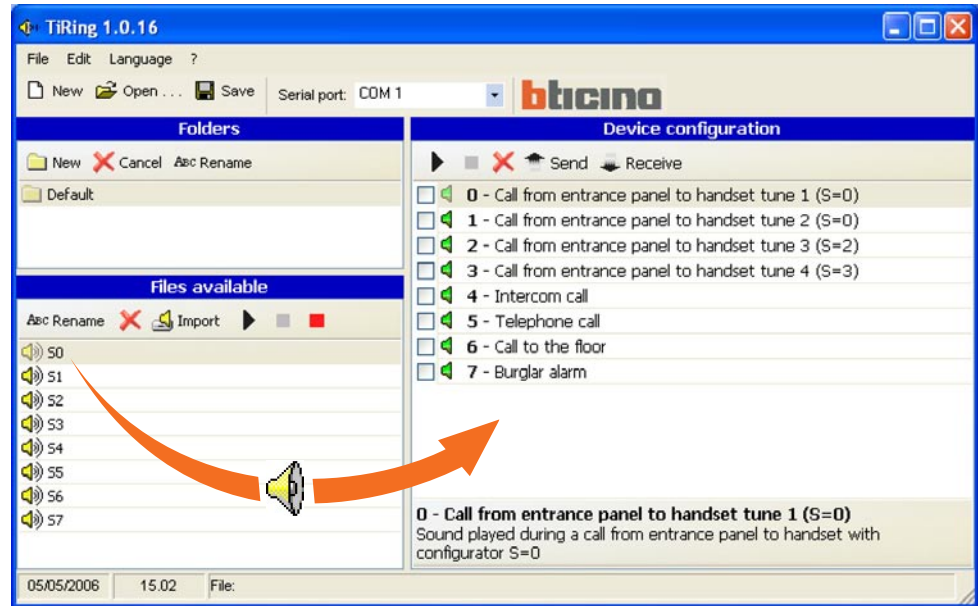 TiRing 1.0.16
File Edit Language ?
New Open ... Save Serial port: COM 1 bticino
Folders
New Cancel ABC Rename
Default
Files available
ABC Rename Import
S0
S1
S2
S3
S4
S5
S6
S7
Device configuration
Send Receive
0 - Call from entrance panel to handset tune 1 (S=0)
1 - Call from entrance panel to handset tune 2 (S=0)
2 - Call from entrance panel to handset tune 3 (S=2)
3 - Call from entrance panel to handset tune 4 (S=3)
4 - Intercom call
5 - Telephone call
6 - Call to the floor
7 - Burglar alarm
0 - Call from entrance panel to handset tune 1 (S=0)
Sound played during a call from entrance panel to handset with
configurator S=0
05/05/2006 15.02 File: